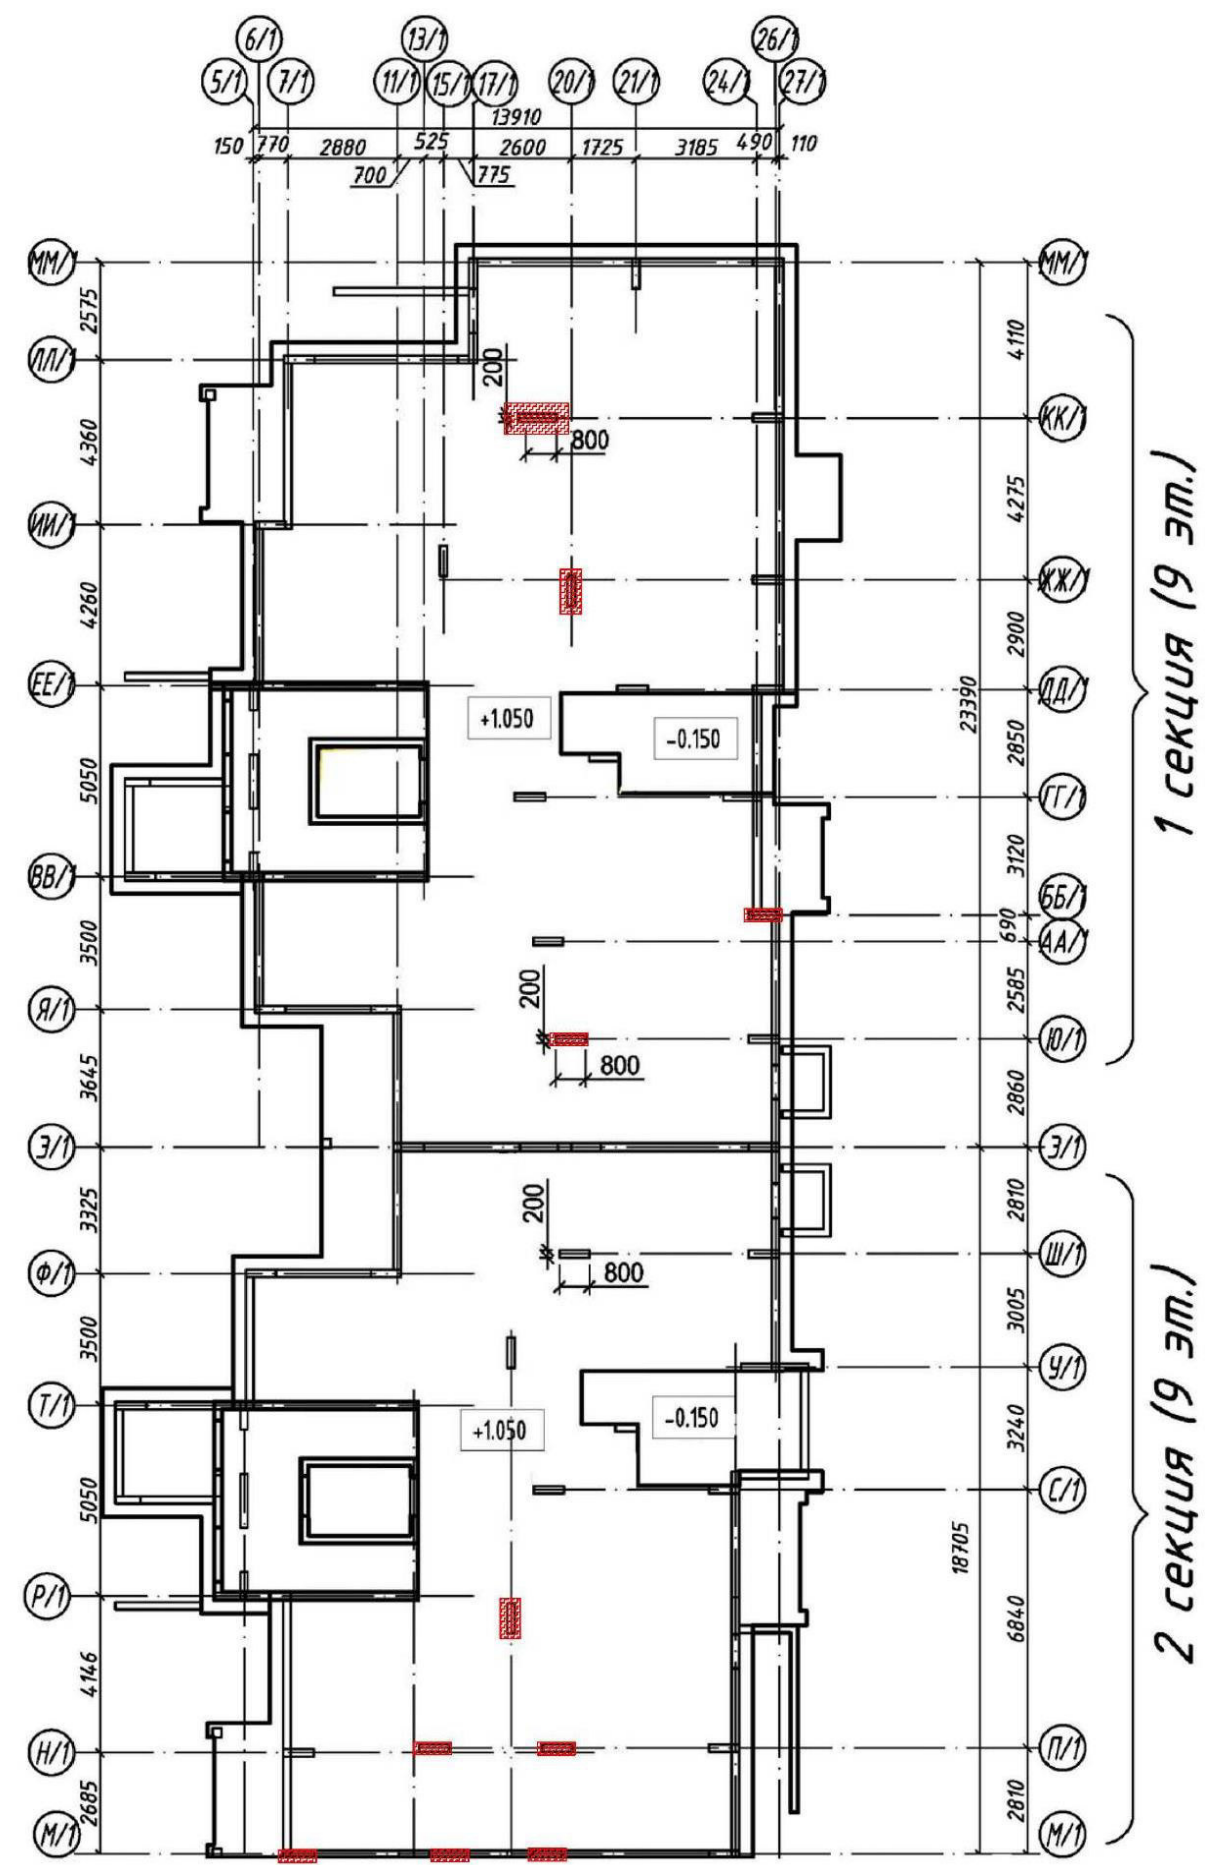 6/1 13/1 26/1
5/1 7/1 11/1 15/1 17/1 20/1 21/1 24/1 27/1
13910
150 770 2880 525 2600 1725 3185 490 110
700 775
ММ/1 ММ/1
2575
4110
ЛЛ/1
200
КК/1
4360
800
4275
ИИ/1
ЖЖ/1
4260
2900
ЕЕ/1 ДД/1
23390
+1.050
-0.150
2850
5050
ГГ/1
3120
ВВ/1
ББ/1
690
АА/1
3500
200
2585
Я/1
Ю/1
800
3645
2860
З/1 З/1
3325
200
2810
Ш/1
Ф/1
800
3005
3500
У/1
Т/1
+1.050
-0.150
3240
5050
С/1
18705
Р/1
6840
4146
Н/1 П/1
2685
2810
М/1 М/1
1 секция (9 эт.)
2 секция (9 эт.)